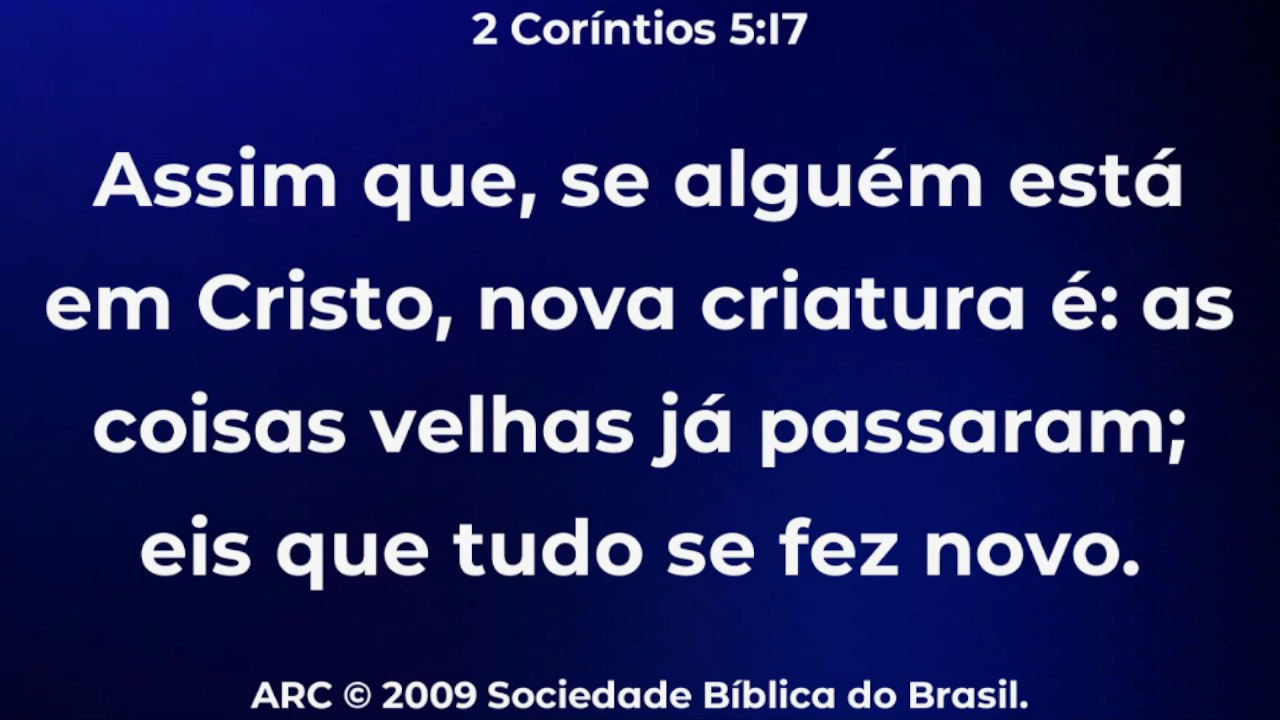 2 Coríntios 5:17
Assim que, se alguém está
em Cristo, nova criatura é: as
coisas velhas já passaram;
eis que tudo se fez novo.
ARC © 2009 Sociedade Bíblica do Brasil.